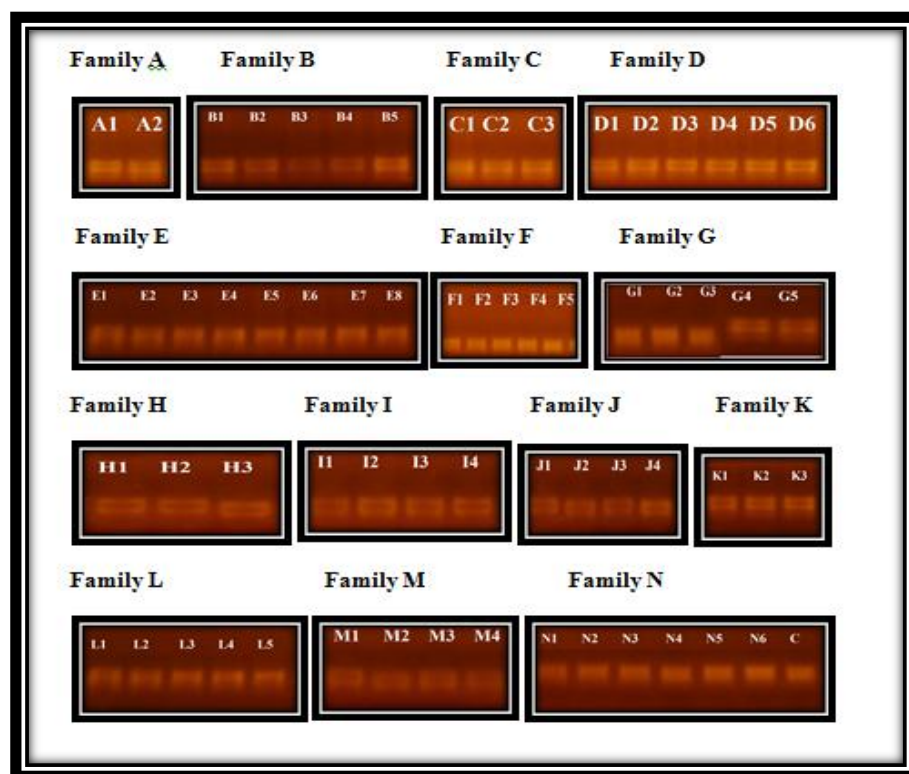 Family A Family B Family C Family D
A1 A2 B1 B2 B3 B4 B5 C1 C2 C3 D1 D2 D3 D4 D5 D6
Family E Family F Family G
E1 E2 E3 E4 E5 E6 E7 E8 F1 F2 F3 F4 F5 G1 G2 G3 G4 G5
Family H Family I Family J Family K
H1 H2 H3 I1 I2 I3 I4 J1 J2 J3 J4 K1 K2 K3
Family L Family M Family N
L1 L2 L3 L4 L5 M1 M2 M3 M4 N1 N2 N3 N4 N5 N6 C